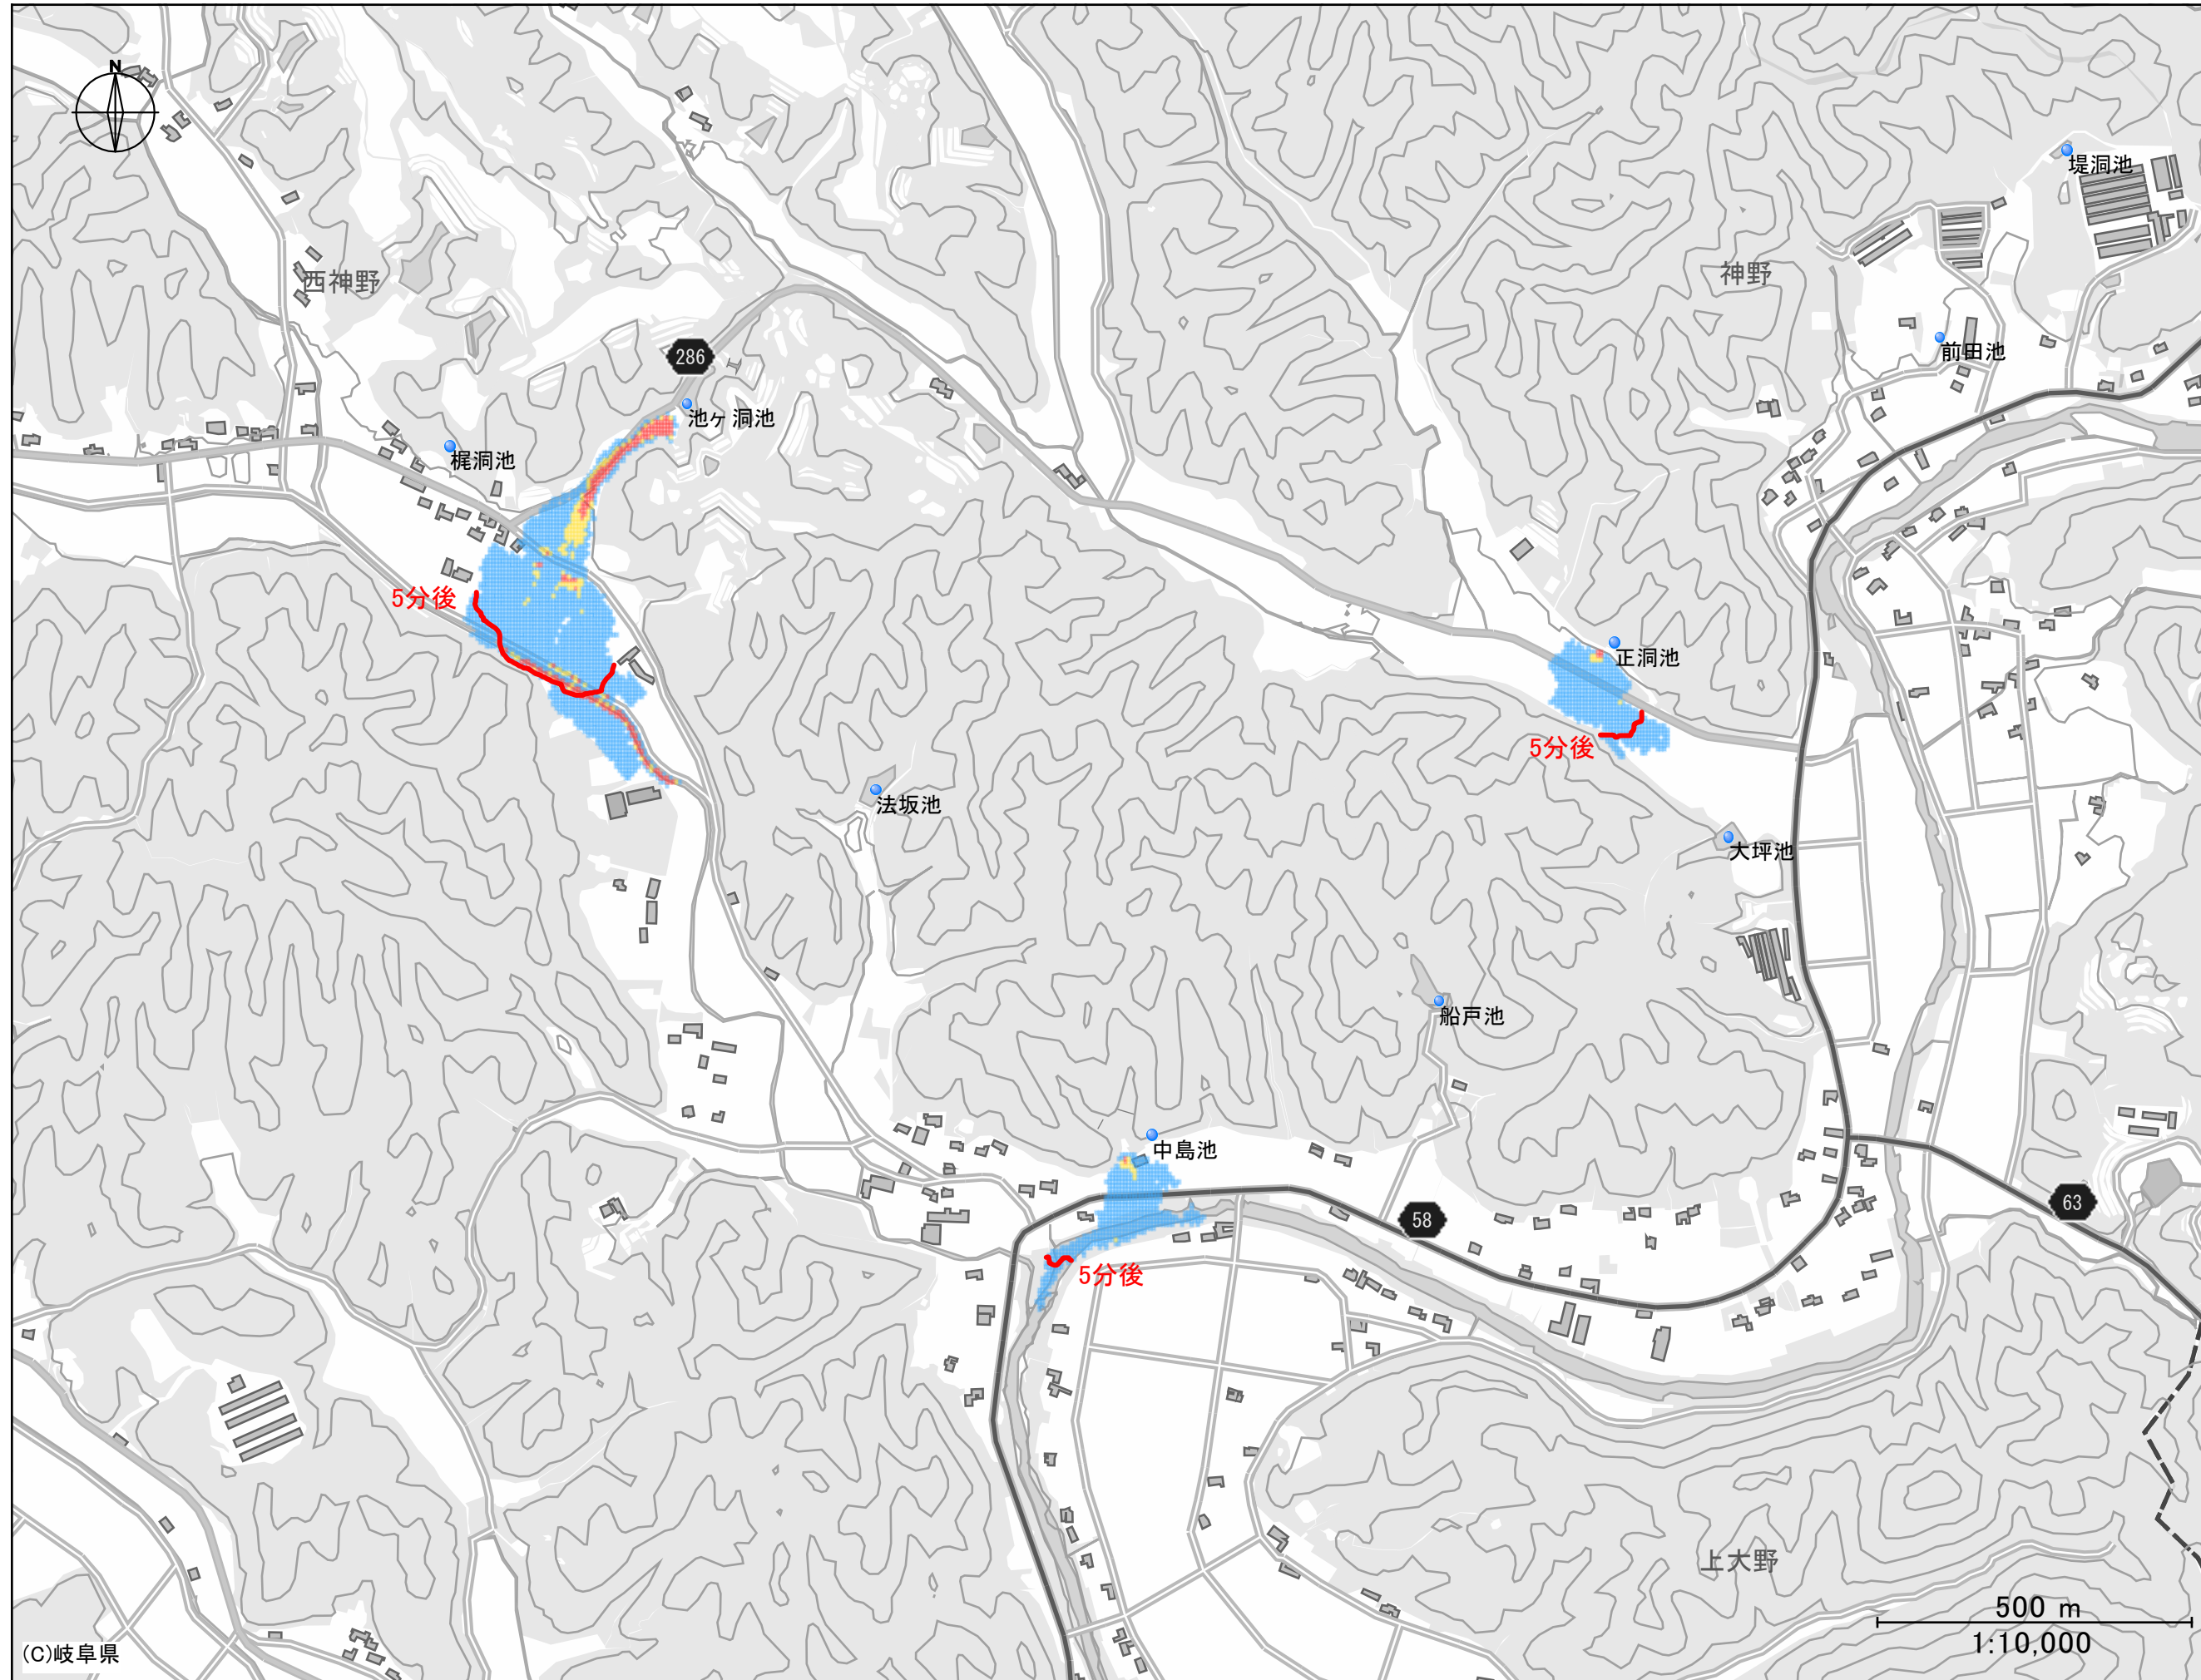 N
堤洞池
西神野
神野
286
前田池
池ヶ洞池
梶洞池
5分後
正洞池
5分後
法坂池
大坪池
船戸池
中島池
58
63
5分後
上大野
500 m
1:10,000
(C)岐阜県